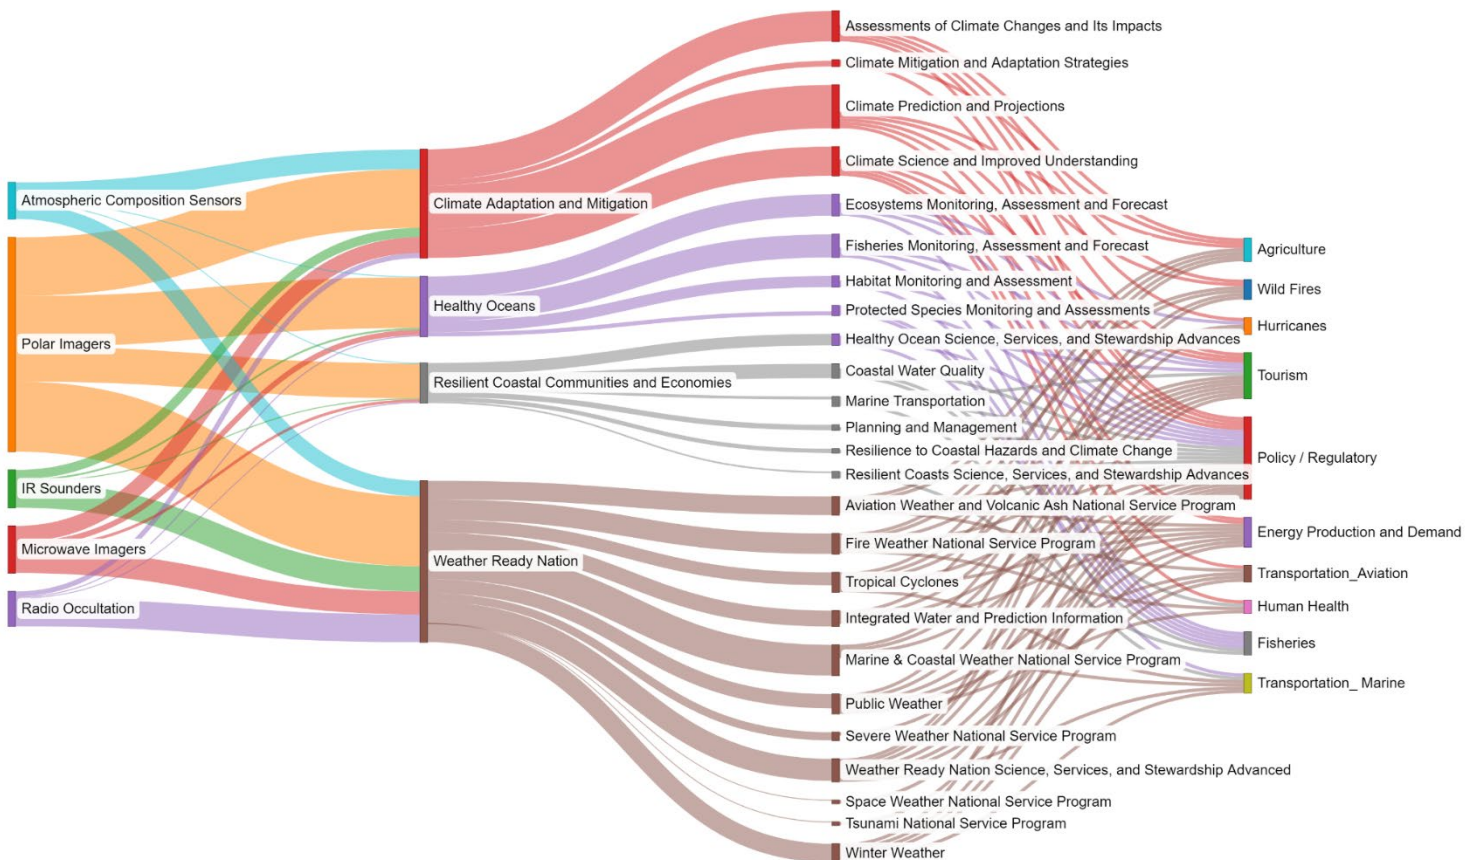 Atmospheric Composition Sensors
Polar Imagers
IR Sounders
Microwave Imagers
Radio Occultation
Climate Adaptation and Mitigation
Healthy Oceans
Resilient Coastal Communities and Economies
Weather Ready Nation
Assessments of Climate Changes and Its Impacts
Climate Mitigation and Adaptation Strategies
Climate Prediction and Projections
Climate Science and Improved Understanding
Ecosystems Monitoring, Assessment and Forecast
Fisheries Monitoring, Assessment and Forecast
Habitat Monitoring and Assessment
Protected Species Monitoring and Assessments
Healthy Ocean Science, Services, and Stewardship Advances
Coastal Water Quality
Marine Transportation
Planning and Management
Resilience to Coastal Hazards and Climate Change
Resilient Coasts Science, Services, and Stewardship Advances
Aviation Weather and Volcanic Ash National Service Program
Fire Weather National Service Program
Tropical Cyclones
Integrated Water and Prediction Information
Marine & Coastal Weather National Service Program
Public Weather
Severe Weather National Service Program
Weather Ready Nation Science, Services, and Stewardship Advanced
Space Weather National Service Program
Tsunami National Service Program
Winter Weather
Agriculture
Wild Fires
Hurricanes
Tourism
Policy / Regulatory
Energy Production and Demand
Transportation_Aviation
Human Health
Fisheries
Transportation_ Marine